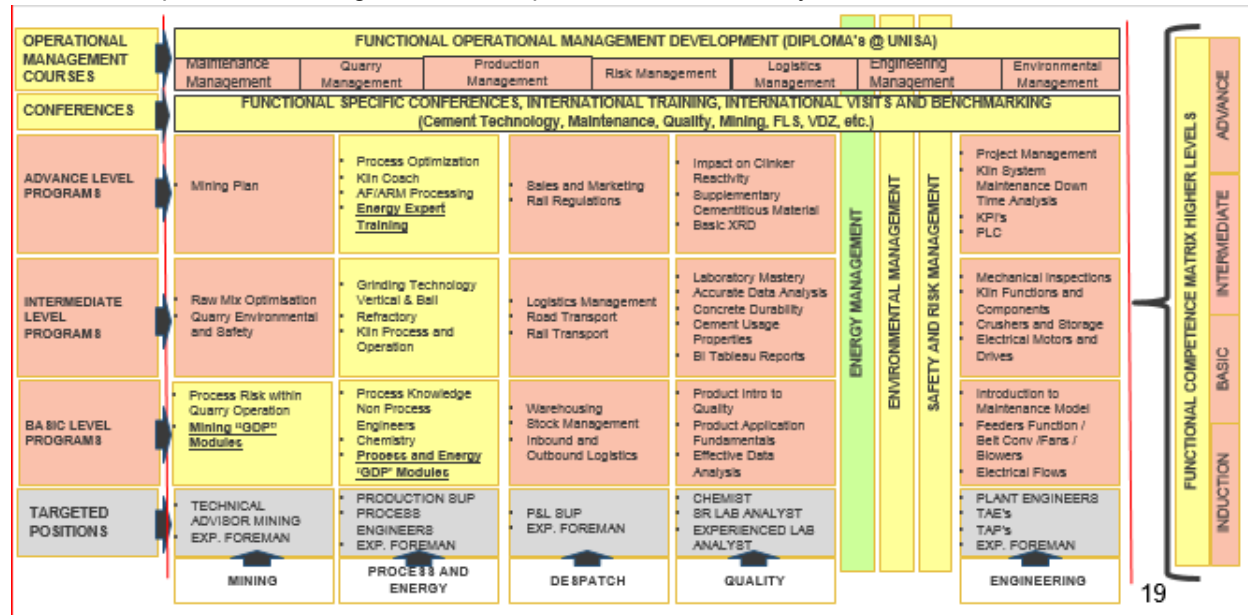 OPERATIONAL
MANAGEMENT
COURSES
FUNCTIONAL OPERATIONAL MANAGEMENT DEVELOPMENT (DIPLOMA's @ UNISA)
Maintenance
Management
Quarry
Management
Production
Management
Risk Management
Logistics
Management
Engineering
Management
Environmental
Management
CONFERENCES
FUNCTIONAL SPECIFIC CONFERENCES, INTERNATIONAL TRAINING, INTERNATIONAL VISITS AND BENCHMARKING
(Cement Technology, Maintenance, Quality, Mining, FLS, VDZ, etc.)
ADVANCE LEVEL
PROGRAMS
• Mining Plan
• Process Optimization
• Kiln Coach
• AF/ARM Processing
• Energy Expert
Training
• Sales and Marketing
• Rail Regulations
• Impact on Clinker
Reactivity
• Supplementary
Cementitious Material
• Basic XRD
• Project Management
• Kiln System
Maintenance Down
Time Analysis
• KPI's
• PLC
INTERMEDIATE
LEVEL
PROGRAMS
• Raw Mix Optimisation
• Quarry Environmental
and Safety
• Grinding Technology
Vertical & Ball
• Refractory
• Kiln Process and
Operation
• Logistics Management
• Road Transport
• Rail Transport
• Laboratory Mastery
• Accurate Data Analysis
• Concrete Durability
• Cement Usage
Properties
• BI Tableau Reports
• Mechanical Inspections
• Kiln Functions and
Components
• Crushers and Storage
• Electrical Motors and
Drives
BASIC LEVEL
PROGRAMS
• Process Risk within
Quarry Operation
• Mining "GDP"
Modules
• Process Knowledge
Non Process
Engineers
• Chemistry
• Process and Energy
"GDP" Modules
• Warehousing
• Stock Management
• Inbound and
Outbound Logistics
• Product Intro to
Quality
• Product Application
Fundamentals
• Effective Data
Analysis
• Introduction to
Maintenance Model
• Feeders Function /
Belt Conv /Fans /
Blowers
• Electrical Flows
TARGETED
POSITIONS
• TECHNICAL
ADVISOR MINING
• EXP. FOREMAN
• PRODUCTION SUP
• PROCESS
ENGINEERS
• EXP. FOREMAN
• P&L SUP
• EXP. FOREMAN
• CHEMIST
• SR LAB ANALYST
• EXPERIENCED LAB
ANALYST
• PLANT ENGINEERS
• TAE's
• TAP's
• EXP. FOREMAN
MINING
PROCESS AND
ENERGY
DESPATCH
QUALITY
ENGINEERING
ENERGY MANAGEMENT
ENVIRONMENTAL MANAGEMENT
SAFETY AND RISK MANAGEMENT
FUNCTIONAL COMPETENCE MATRIX HIGHER LEVELS
ADVANCE
INTERMEDIATE
BASIC
INDUCTION
19